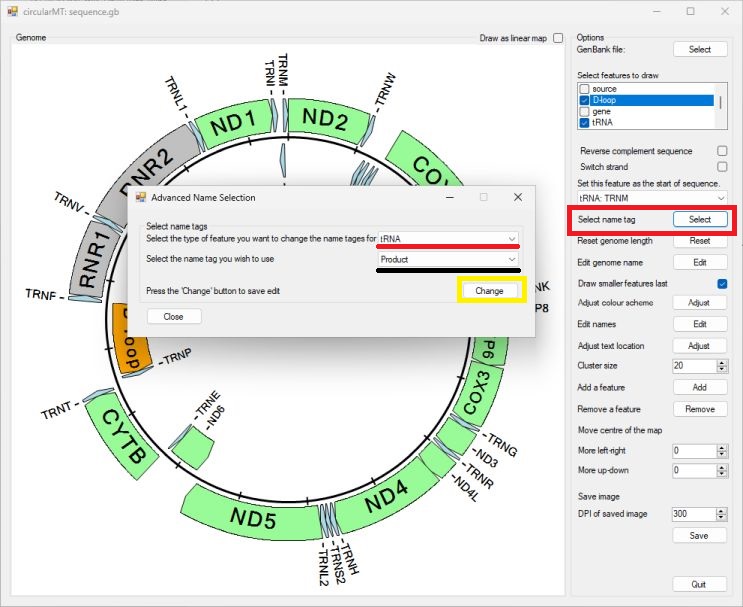 circularMT: sequence.gb
Genome
Draw as linear map
TRNL1
ND1
TRNI
TRNM
ND2
TRNW
RNR2
TRNV
RNR1
TRNF
TRNP
TRNT
CYTB
TRNE
ND6
ND5
TRNL2
TRNS2
TRNH
ND4
ND4L
TRNR
ND3
TRNG
COX3
P6
P8
NK
Advanced Name Selection
Select name tags
Select the type of feature you want to change the name tages for
tRNA
Select the name tag you wish to use
Product
Press the 'Change' button to save edit
Change
Close
Options
GenBank file:
Select
Select features to draw
source
D-loop
gene
tRNA
Reverse complement sequence
Switch strand
Set this feature as the start of sequence.
tRNA: TRNM
Select name tag
Select
Reset genome length
Reset
Edit genome name
Edit
Draw smaller features last
Adjust colour scheme
Adjust
Edit names
Edit
Adjust text location
Adjust
Cluster size
20
Add a feature
Add
Remove a feature
Remove
Move centre of the map
More left-right
0
More up-down
0
Save image
DPI of saved image
300
Save
Quit